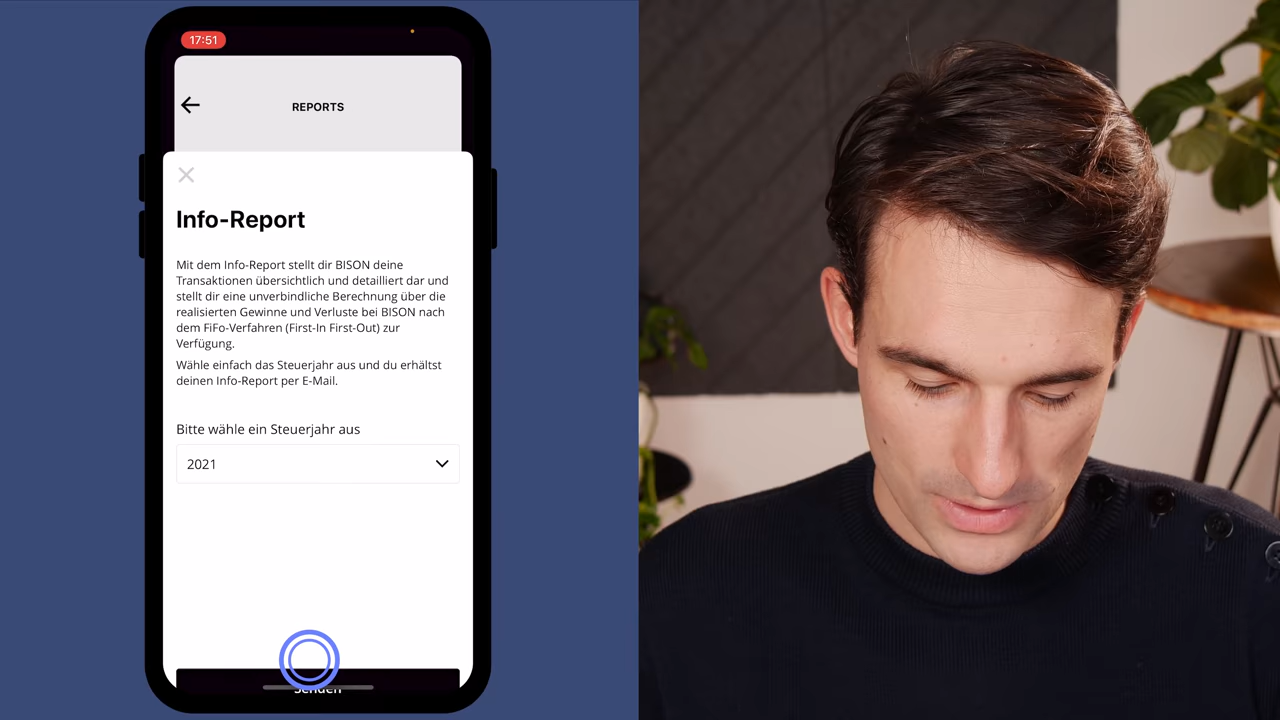 17:51
REPORTS
Info-Report
Mit dem Info-Report stellt dir BISON deine
Transaktionen übersichtlich und detailliert dar und
stellt dir eine unverbindliche Berechnung über die
realisierten Gewinne und Verluste bei BISON nach
dem FiFo-Verfahren (First-In First-Out) zur
Verfügung.
Wähle einfach das Steuerjahr aus und du erhältst
deinen Info-Report per E-Mail.
Bitte wähle ein Steuerjahr aus
2021
Senden